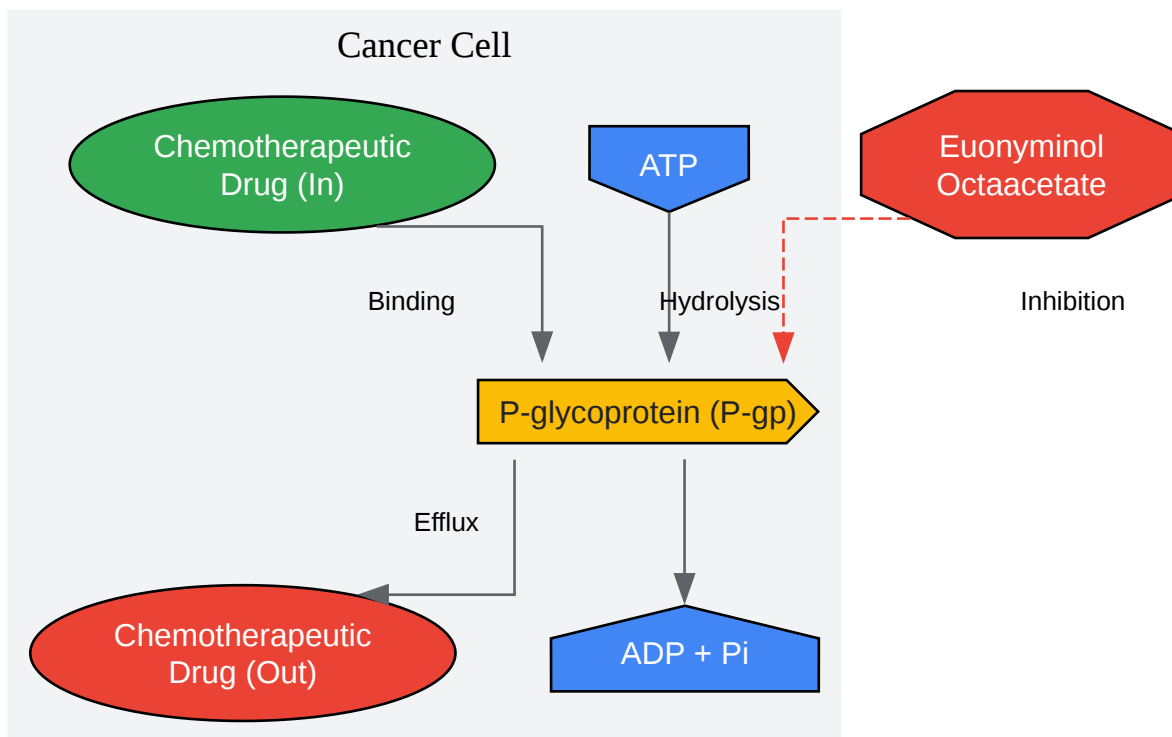 Cancer Cell
Chemotherapeutic
Drug (In)
ATP
Euonyminol
Octaacetate
Binding
Hydrolysis
Inhibition
P-glycoprotein (P-gp)
Efflux
Chemotherapeutic
Drug (Out)
ADP + Pi